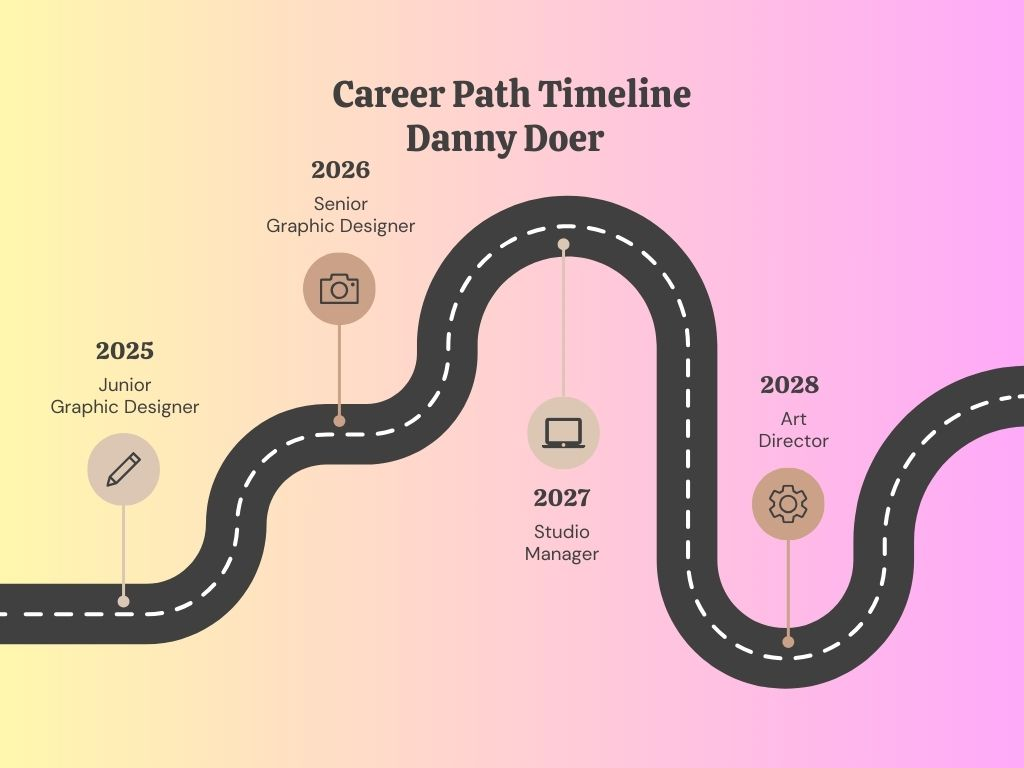 Career Path Timeline
Danny Doer
2025
Junior
Graphic Designer
2026
Senior
Graphic Designer
2027
Studio
Manager
2028
Art
Director